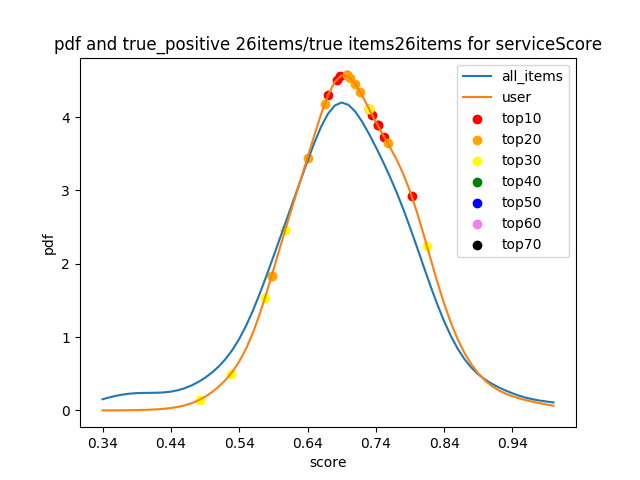 pdf and true_positive 26items/true items26items for serviceScore
all_items
user
top10
top20
top30
top40
top50
top60
top70
pdf
4
3
2
1
0
0.34 0.44 0.54 0.64 0.74 0.84 0.94
score